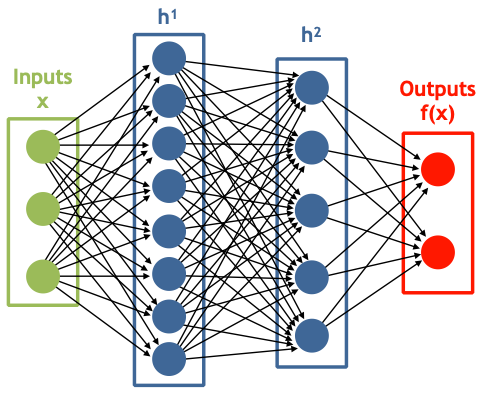 Inputs
x
h¹
h²
Outputs
f(x)